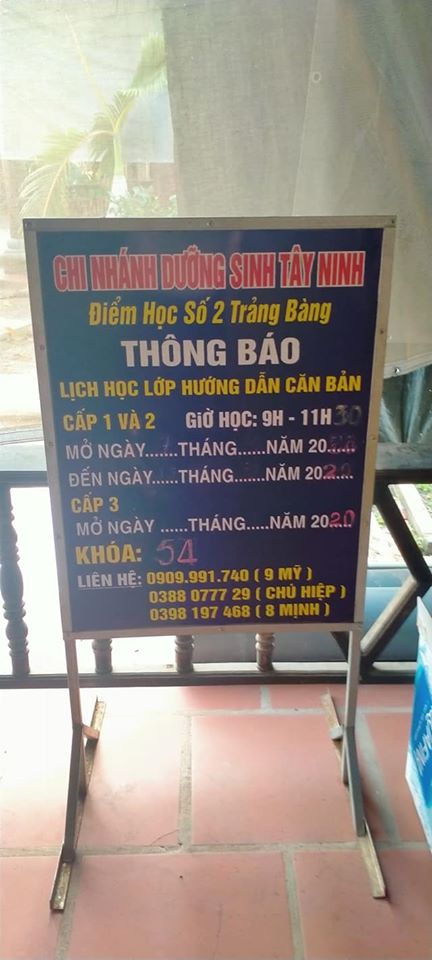 CHI NHÁNH DƯỠNG SINH TÂY NINH
Điểm Học Số 2 Trảng Bàng
THÔNG BÁO
LỊCH HỌC LỚP HƯỚNG DẪN CĂN BẢN
CẤP 1 VÀ 2 GIỜ HỌC: 9H - 11H30
MỞ NGÀY.......THÁNG......NĂM 20
ĐẾN NGÀY......THÁNG......NĂM 2020
CẤP 3
MỞ NGÀY ......THÁNG.....NĂM 2020
KHÓA: 54
LIÊN HỆ: 0909.991.740 ( 9 MỸ )
0388 0777 29 ( CHỦ HIỆP )
0398 197 468 ( 8 MỊNH )